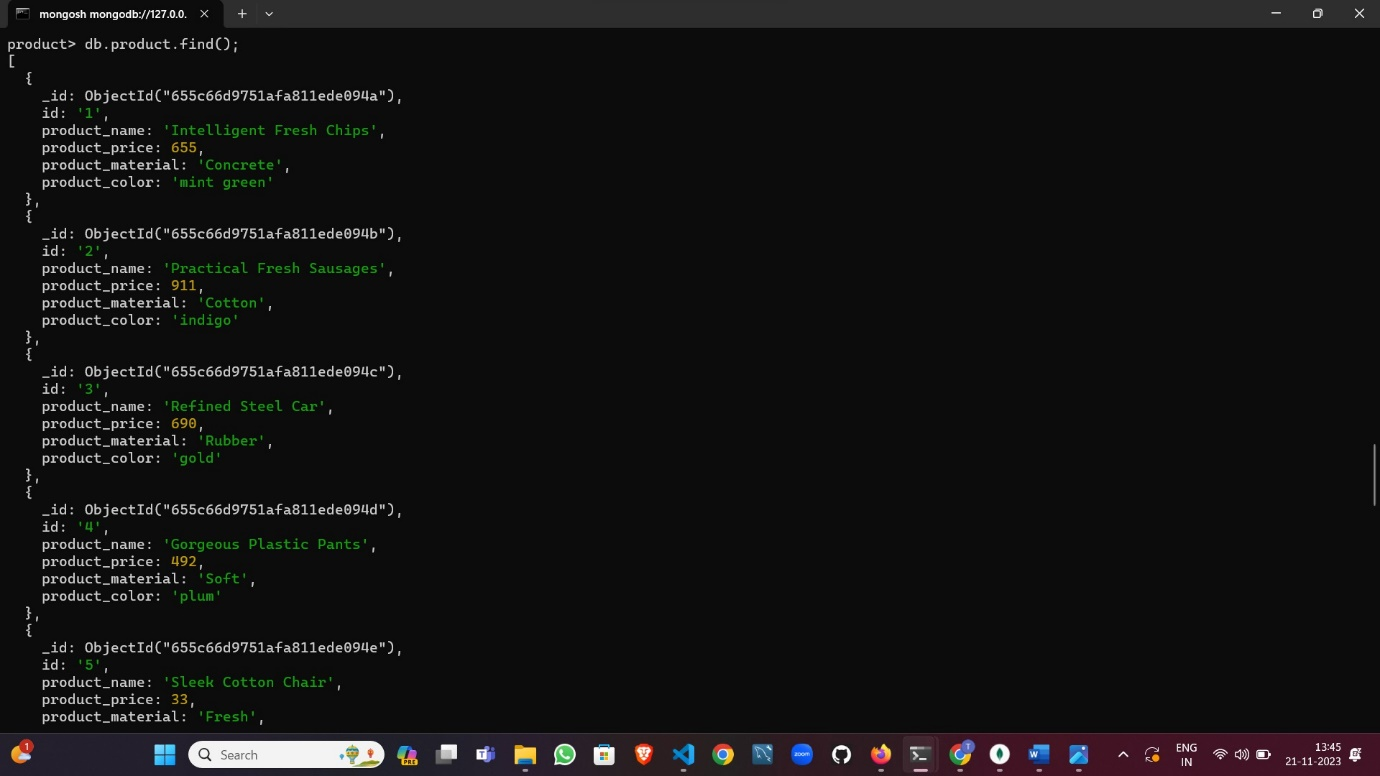 mongosh mongodb://127.0.0.
product> db.product.find();
[
{
_id: ObjectId("655c66d9751afa811ede094a"),
id: '1',
product_name: 'Intelligent Fresh Chips',
product_price: 655,
product_material: 'Concrete',
product_color: 'mint green'
},
{
_id: ObjectId("655c66d9751afa811ede094b"),
id: '2',
product_name: 'Practical Fresh Sausages',
product_price: 911,
product_material: 'Cotton',
product_color: 'indigo'
},
{
_id: ObjectId("655c66d9751afa811ede094c"),
id: '3',
product_name: 'Refined Steel Car',
product_price: 690,
product_material: 'Rubber',
product_color: 'gold'
},
{
_id: ObjectId("655c66d9751afa811ede094d"),
id: '4',
product_name: 'Gorgeous Plastic Pants',
product_price: 492,
product_material: 'Soft',
product_color: 'plum'
},
{
_id: ObjectId("655c66d9751afa811ede094e"),
id: '5',
product_name: 'Sleek Cotton Chair',
product_price: 33,
product_material: 'Fresh',
1
Search
PRE
zoom
1
ENG
IN
13:45
21-11-2023